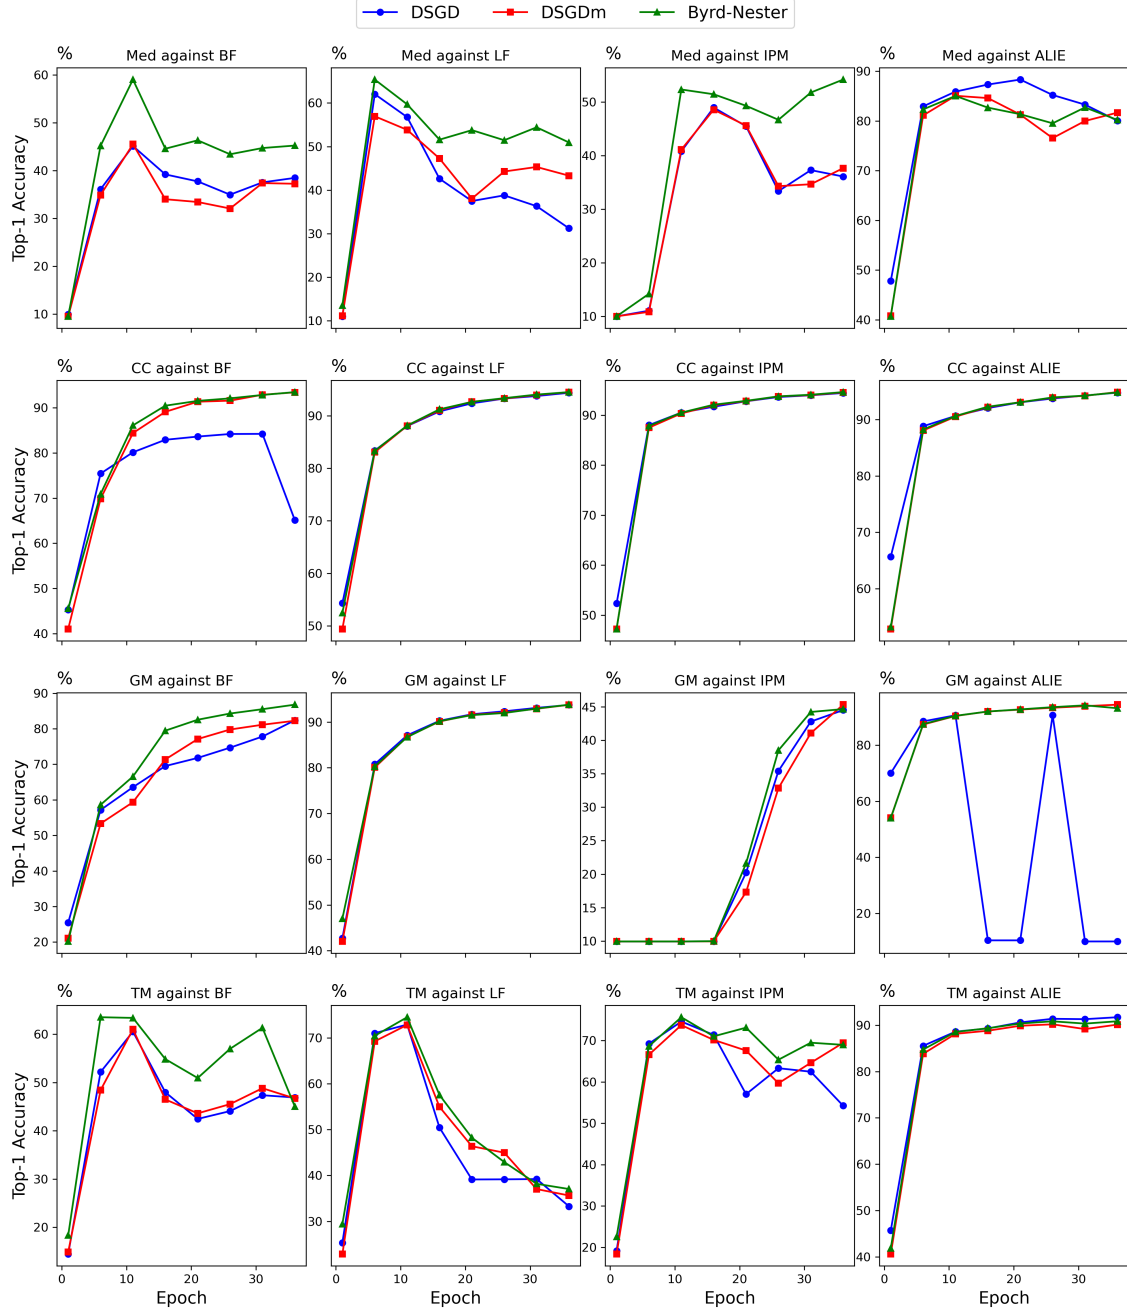 DSGD DSGDm Byrd-Nester
% % % %
Med against BF Med against LF Med against IPM Med against ALIE
Top-1 Accuracy
60 50 40 30 20 10
60 50 40 30 20 10
50 40 30 20 10
90 80 70 60 50 40
% % % %
CC against BF CC against LF CC against IPM CC against ALIE
Top-1 Accuracy
90 80 70 60 50 40
90 80 70 60 50
90 80 70 60 50
90 80 70 60
% % % %
GM against BF GM against LF GM against IPM GM against ALIE
Top-1 Accuracy
90 80 70 60 50 40 30 20
90 80 70 60 50 40
45 40 35 30 25 20 15 10
80 60 40 20
% % % %
TM against BF TM against LF TM against IPM TM against ALIE
Top-1 Accuracy
60 50 40 30 20
70 60 50 40 30
70 60 50 40 30 20
90 80 70 60 50 40
0 10 20 30 0 10 20 30 0 10 20 30 0 10 20 30
Epoch Epoch Epoch Epoch